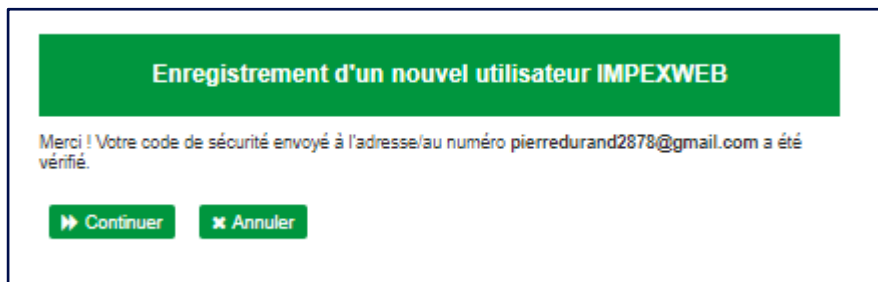 Enregistrement d'un nouvel utilisateur IMPEXWEB
Merci ! Votre code de sécurité envoyé à l'adresse/au numéro pierredurand2878@gmail.com a été
vérifié.
Continuer
Annuler